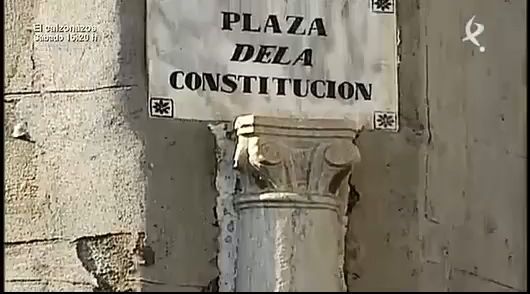 El calzonazos
Sábado 15:20 h
PLAZA
DELA
CONSTITUCION